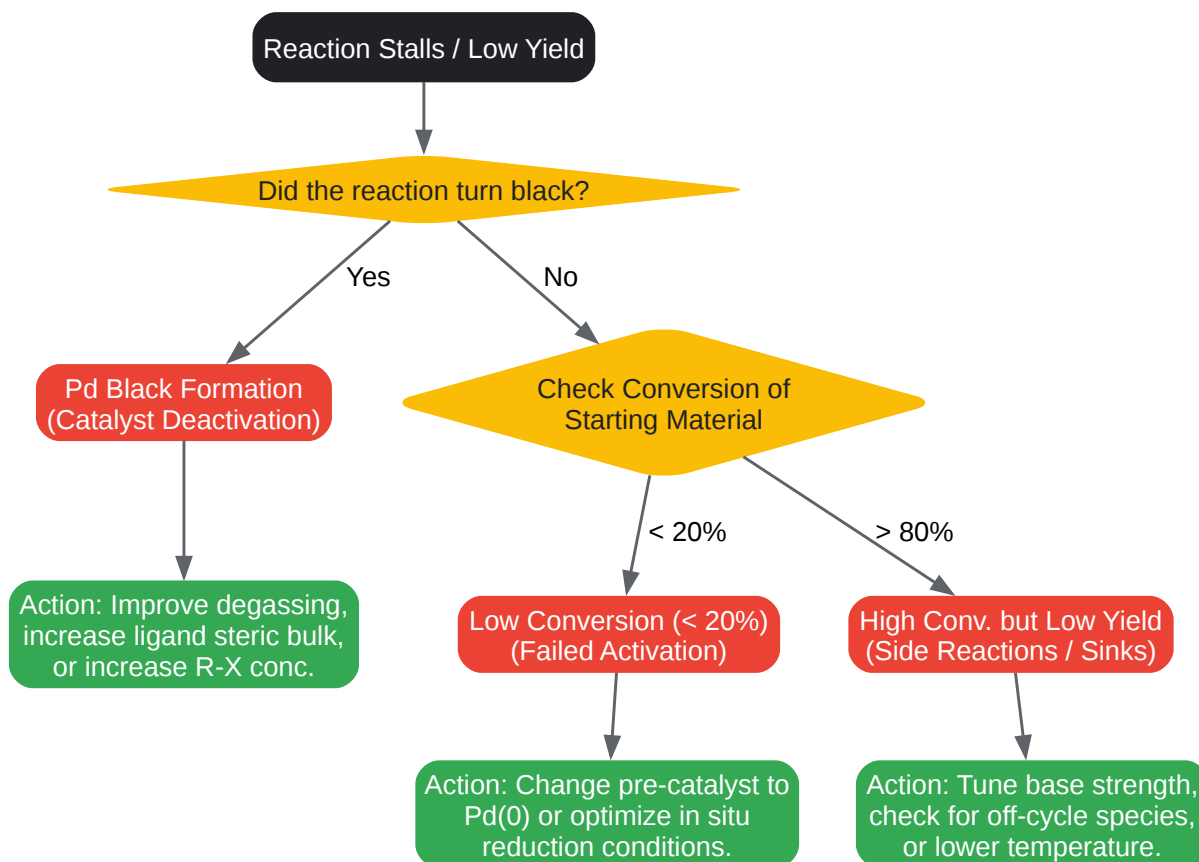 Reaction Stalls / Low Yield
Did the reaction turn black?
Yes
No
Pd Black Formation
(Catalyst Deactivation)
Check Conversion of
Starting Material
< 20%
> 80%
Action: Improve degassing,
increase ligand steric bulk,
or increase R-X conc.
Low Conversion (< 20%)
(Failed Activation)
High Conv. but Low Yield
(Side Reactions / Sinks)
Action: Change pre-catalyst to
Pd(0) or optimize in situ
reduction conditions.
Action: Tune base strength,
check for off-cycle species,
or lower temperature.